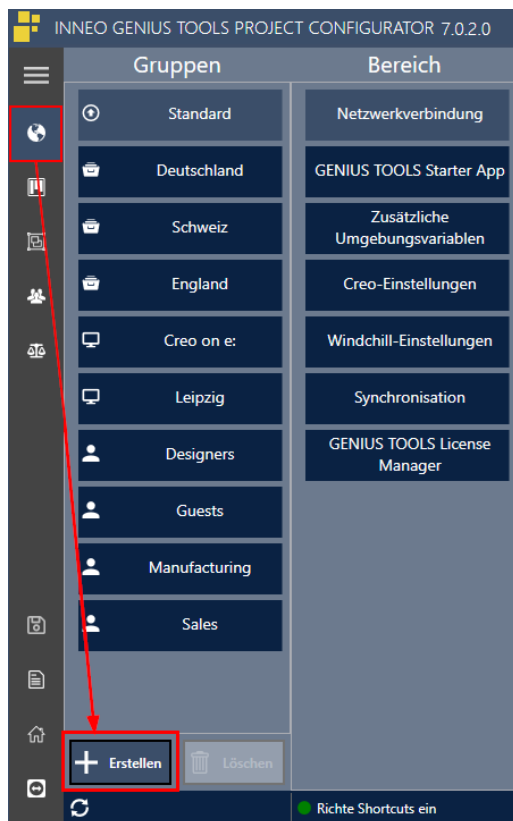 INNEO GENIUS TOOLS PROJECT CONFIGURATOR 7.0.2.0
Gruppen
Standard
Deutschland
Schweiz
England
Creo on e:
Leipzig
Designers
Guests
Manufacturing
Sales
Erstellen
Löschen
Bereich
Netzwerkverbindung
GENIUS TOOLS Starter App
Zusätzliche
Umgebungsvariablen
Creo-Einstellungen
Windchill-Einstellungen
Synchronisation
GENIUS TOOLS License
Manager
Richte Shortcuts ein